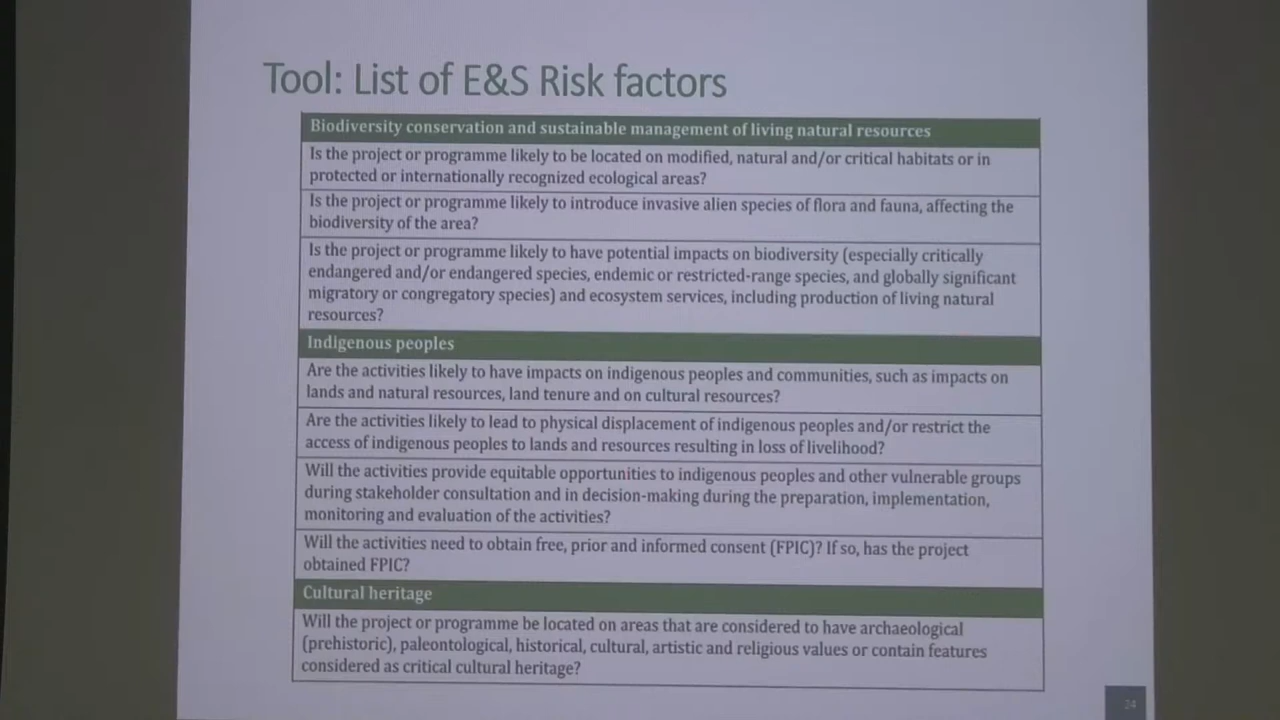 Tool: List of E&S Risk factors
Biodiversity conservation and sustainable management of living natural resources
Is the project or programme likely to be located on modified, natural and/or critical habitats or in
protected or internationally recognized ecological areas?
Is the project or programme likely to introduce invasive alien species of flora and fauna, affecting the
biodiversity of the area?
Is the project or programme likely to have potential impacts on biodiversity (especially critically
endangered and/or endangered species, endemic or restricted-range species, and globally significant
migratory or congregatory species) and ecosystem services, including production of living natural
resources?
Indigenous peoples
Are the activities likely to have impacts on indigenous peoples and communities, such as impacts on
lands and natural resources, land tenure and on cultural resources?
Are the activities likely to lead to physical displacement of indigenous peoples and/or restrict the
access of indigenous peoples to lands and resources resulting in loss of livelihood?
Will the activities provide equitable opportunities to indigenous peoples and other vulnerable groups
during stakeholder consultation and in decision-making during the preparation, implementation,
monitoring and evaluation of the activities?
Will the activities need to obtain free, prior and informed consent (FPIC)? If so, has the project
obtained FPIC?
Cultural heritage
Will the project or programme be located on areas that are considered to have archaeological
(prehistoric), paleontological, historical, cultural, artistic and religious values or contain features
considered as critical cultural heritage?
24